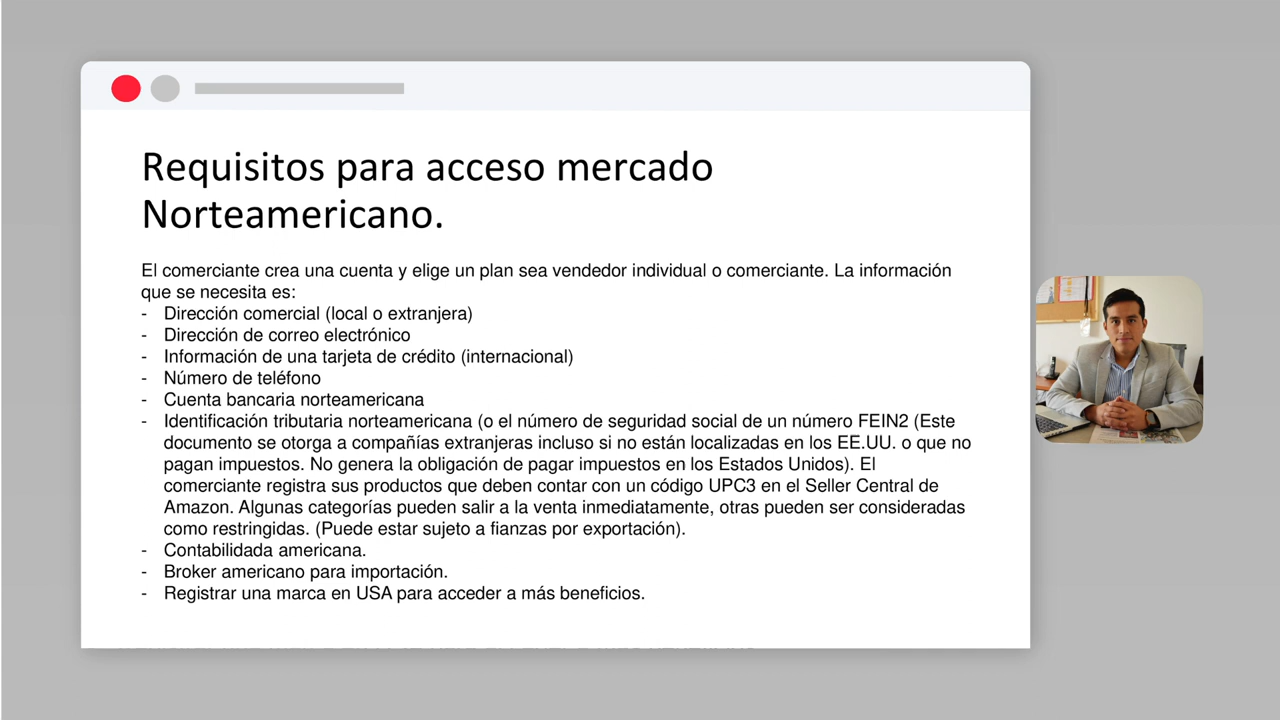 Requisitos para acceso mercado
Norteamericano.
El comerciante crea una cuenta y elige un plan sea vendedor individual o comerciante. La información
que se necesita es:
- Dirección comercial (local o extranjera)
- Dirección de correo electrónico
- Información de una tarjeta de crédito (internacional)
- Número de teléfono
- Cuenta bancaria norteamericana
- Identificación tributaria norteamericana (o el número de seguridad social de un número FEIN2 (Este
documento se otorga a compañías extranjeras incluso si no están localizadas en los EE.UU. o que no
pagan impuestos. No genera la obligación de pagar impuestos en los Estados Unidos). El
comerciante registra sus productos que deben contar con un código UPC3 en el Seller Central de
Amazon. Algunas categorías pueden salir a la venta inmediatamente, otras pueden ser consideradas
como restringidas. (Puede estar sujeto a fianzas por exportación).
- Contabilidada americana.
- Broker americano para importación.
- Registrar una marca en USA para acceder a más beneficios.